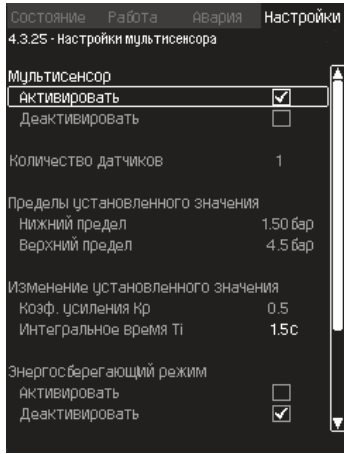 Состояние Работа Авария Настройки
4.3.25 - Настройки мультисенсора
Мультисенсор
Активировать
Деактивировать
Количество датчиков 1
Пределы установленного значения
Нижний предел 1.50 бар
Верхний предел 4.5 бар
Изменение установленного значения
Коэф. усиления Kp 0.5
Интегральное время Ti 1.5с
Энергосберегающий режим
Активировать
Деактивировать